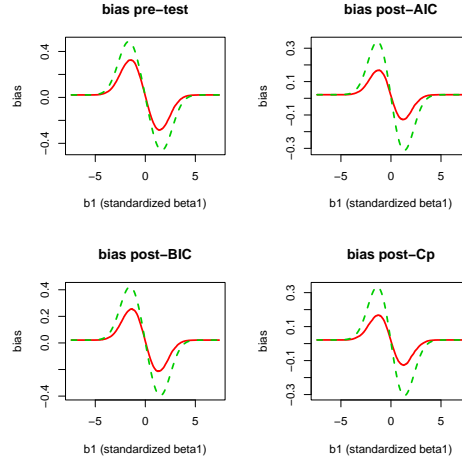 bias pre−test
bias
0.4
0.0
−0.4
−5
0
5
b1 (standardized beta1)
bias post−AIC
bias
0.3
0.1
−0.1
−0.3
−5
0
5
b1 (standardized beta1)
bias post−BIC
bias
0.4
0.2
0.0
−0.4
−5
0
5
b1 (standardized beta1)
bias post−Cp
bias
0.3
0.1
−0.1
−0.3
−5
0
5
b1 (standardized beta1)